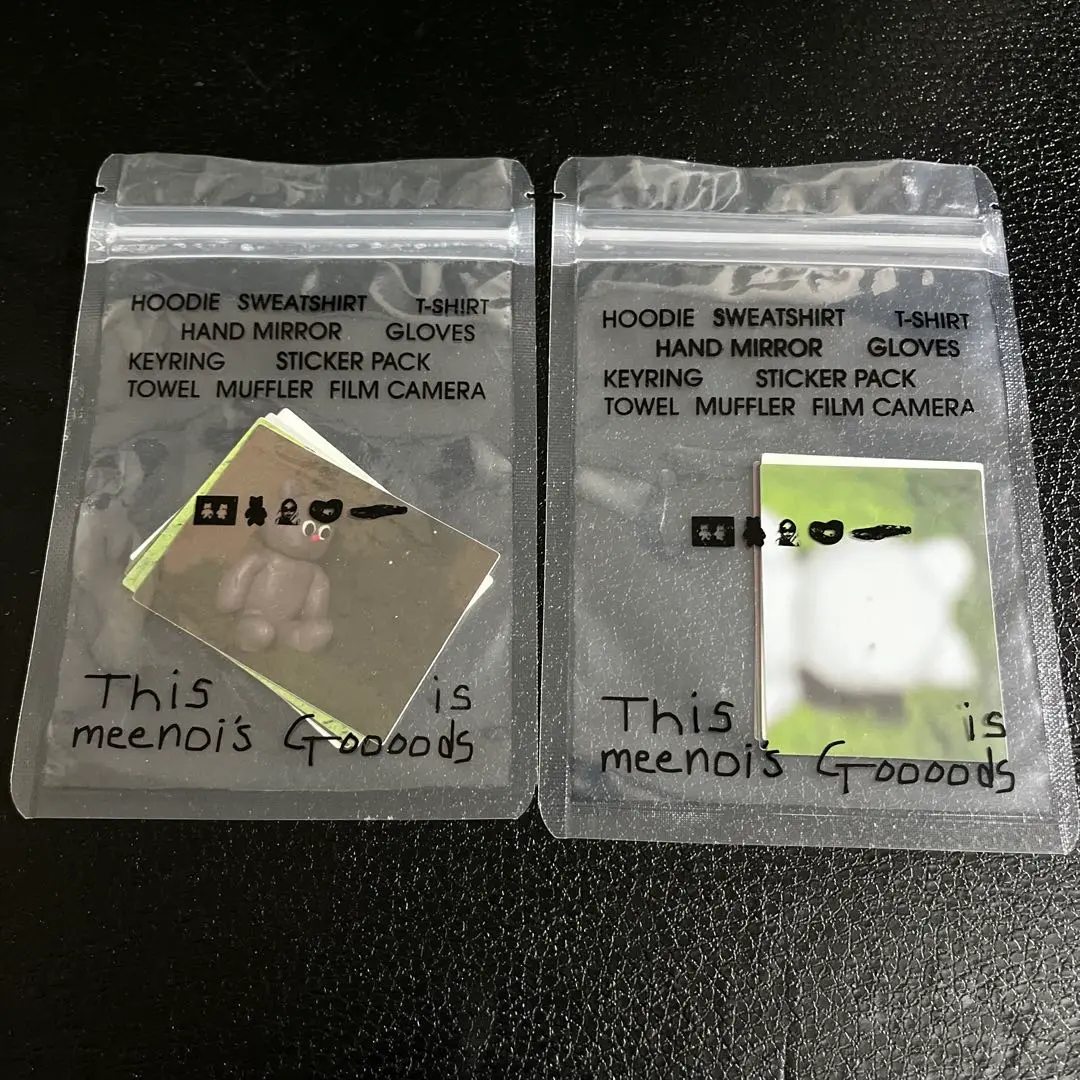 HOODIE SWEATSHIRT T-SHIRT
HAND MIRROR GLOVES
KEYRING STICKER PACK
TOWEL MUFFLER FILM CAMERA
This is
meenoi's Goooods
HOODIE SWEATSHIRT T-SHIRT
HAND MIRROR GLOVES
KEYRING STICKER PACK
TOWEL MUFFLER FILM CAMERA
This is
meenoi's Goooods